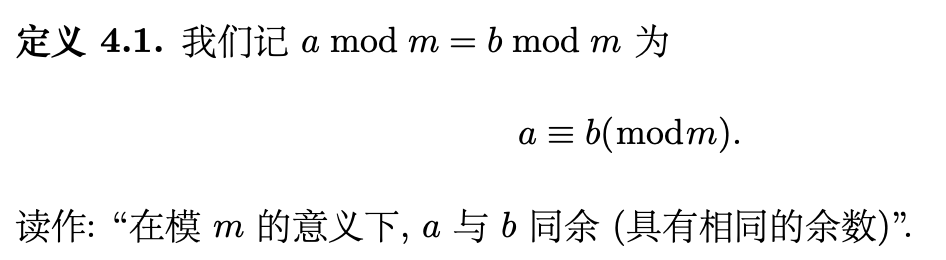 定义 4.1. 我们记 a mod m = b mod m 为
a ≡ b(modm).
读作: “在模 m 的意义下, a 与 b 同余 (具有相同的余数)”.